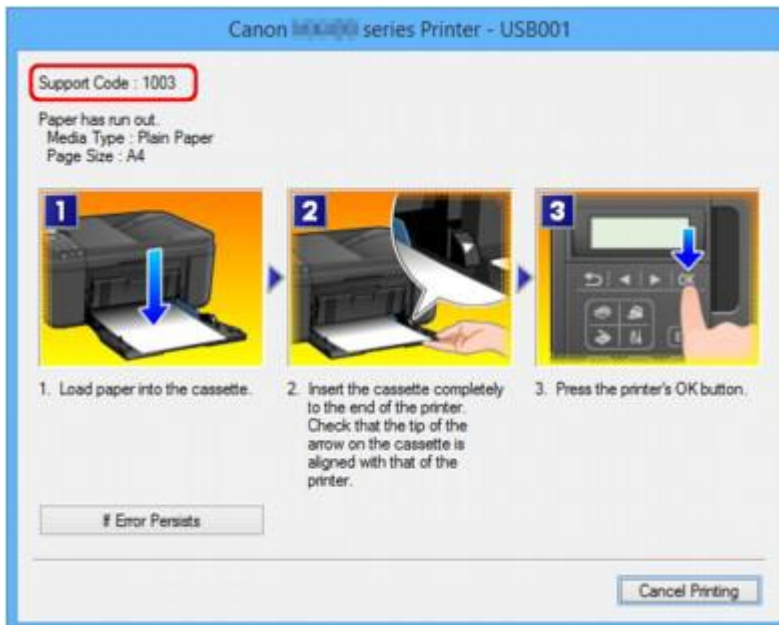 Canon series Printer - USB001
Support Code : 1003
Paper has run out.
Media Type : Plain Paper
Page Size : A4
1
2
3
OK
1. Load paper into the cassette.
2. Insert the cassette completely
to the end of the printer.
Check that the tip of the
arrow on the cassette is
aligned with that of the
printer.
3. Press the printer's OK button.
If Error Persists
Cancel Printing